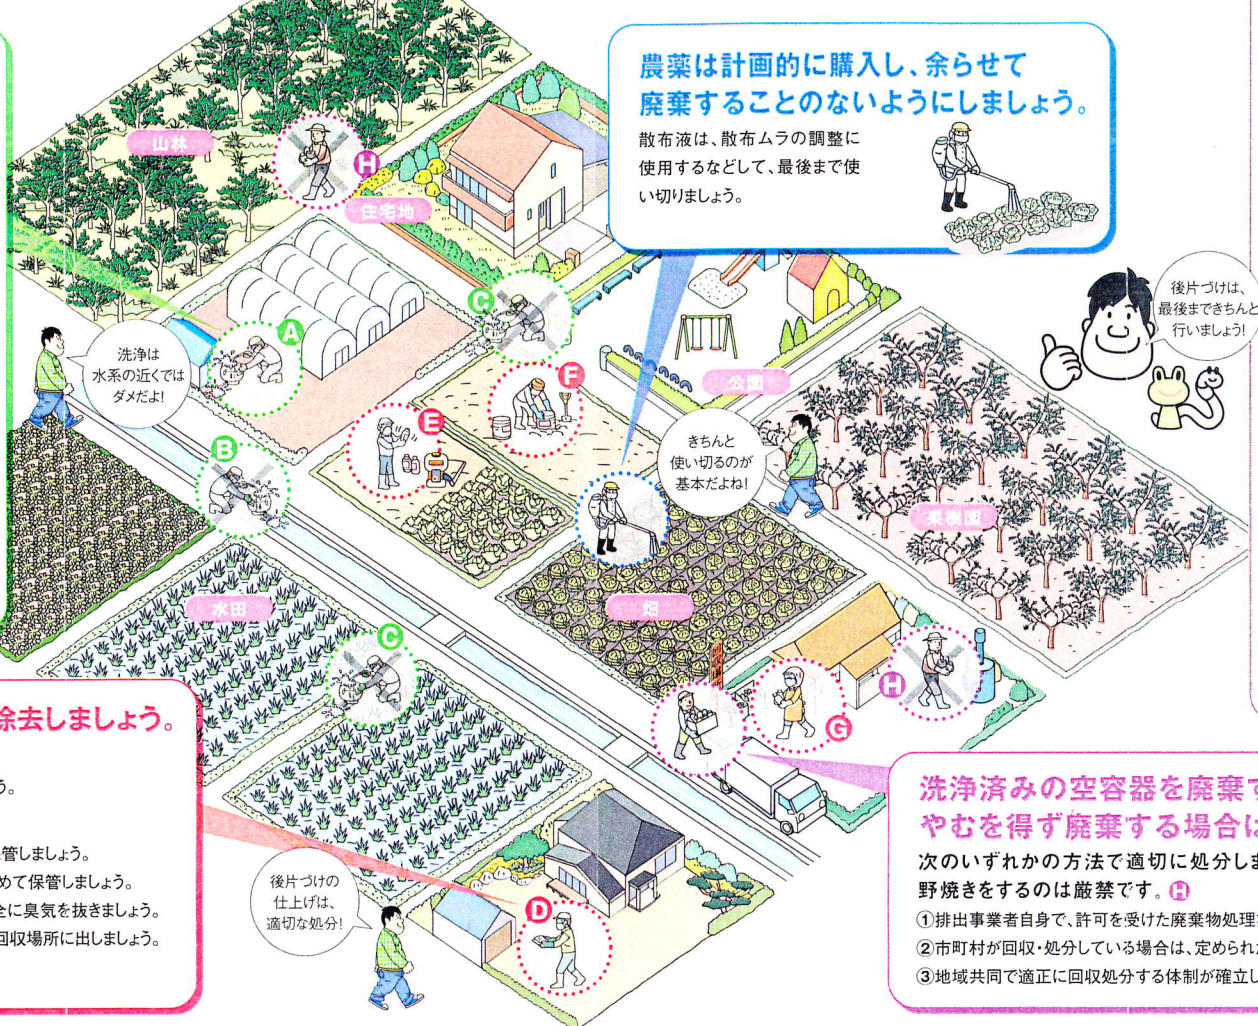 農薬は計画的に購入し、余らせて
廃棄することのないようにしましょう。
散布液は、散布ムラの調整に
使用するなどして、最後まで使
い切りましょう。
山林
H
住宅地
後片づけは、
最後まできちんと
行いましょう!
C
A
洗浄は
水系の近くでは
ダメだよ!
F
公園
E
きちんと
使い切るのが
基本だよね!
B
果樹園
水田
畑
C
H
G
除去しましょう。
う。
管しましょう。
めて保管しましょう。
全に臭気を抜きましょう。
回収場所に出しましょう。
後片づけの
仕上げは、
適切な処分!
D
洗浄済みの空容器を廃棄す
やむを得ず廃棄する場合は
次のいずれかの方法で適切に処分しま
野焼きをするのは厳禁です。H
①排出事業者自身で、許可を受けた廃棄物処理
②市町村が回収・処分している場合は、定められ
③地域共同で適正に回収処分する体制が確立し